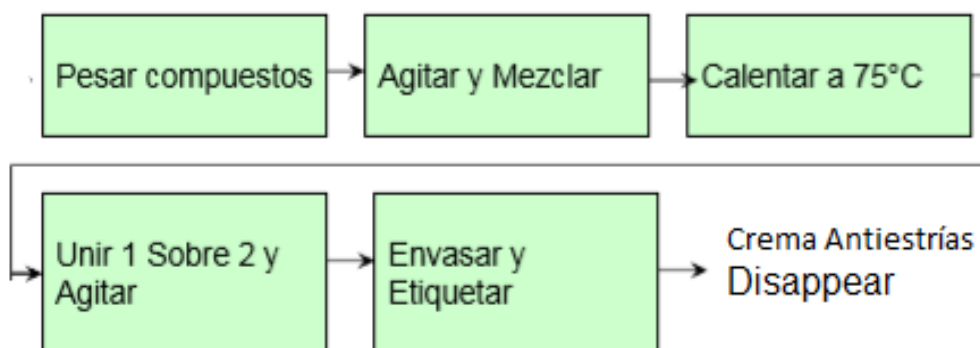 Pesar compuestos
Agitar y Mezclar
Calentar a 75°C
Unir 1 Sobre 2 y
Agitar
Envasar y
Etiquetar
Crema Antiestrías
Disappear